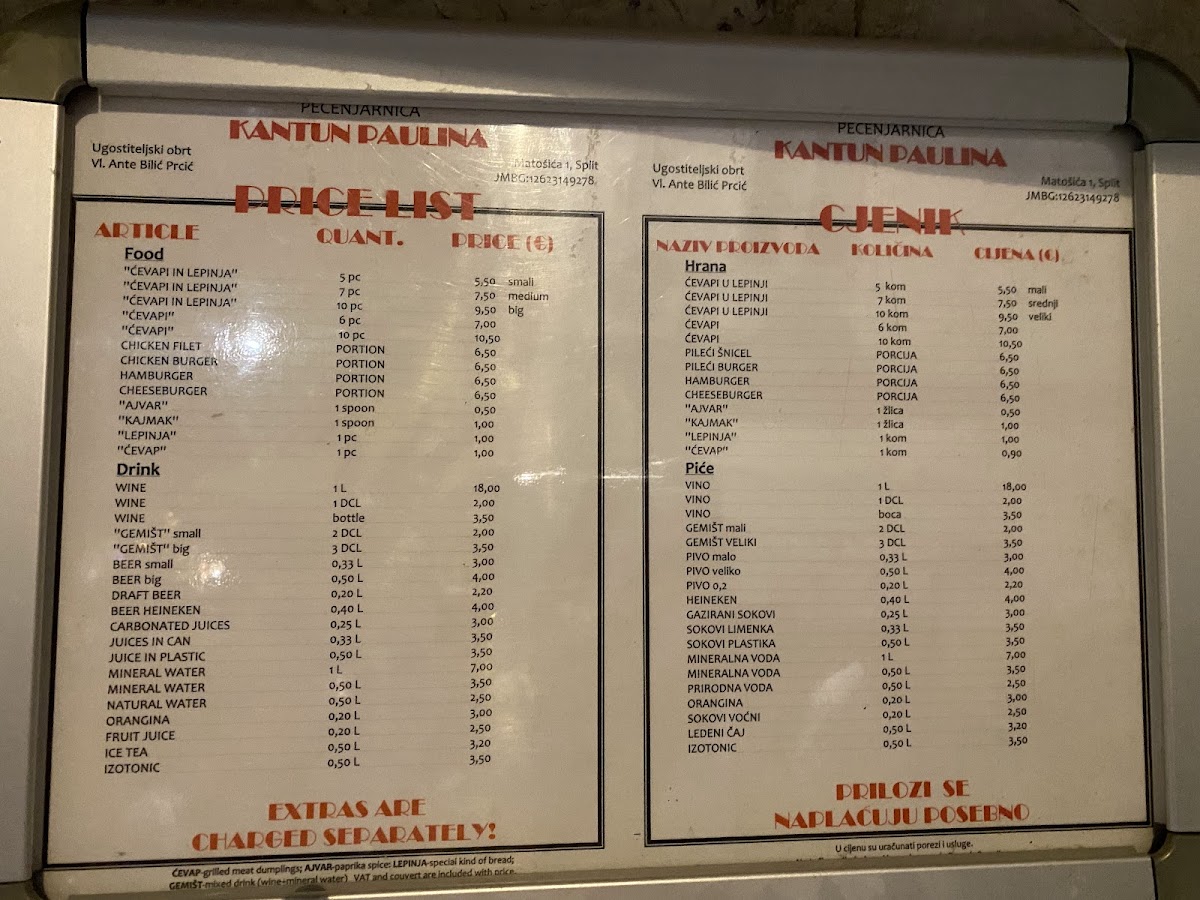 PEČENJARNICA
KANTUN PAULINA
Ugostiteljski obrt
Vl. Ante Bilić Prcić
Matošića 1, Split
JMBG:12623149278
PRICE LIST
ARTICLE QUANT. PRICE (€)
Food
"ĆEVAPI IN LEPINJA" 5 pc 5,50 small
"ĆEVAPI IN LEPINJA" 7 pc 7,50 medium
"ĆEVAPI IN LEPINJA" 10 pc 9,50 big
"ĆEVAPI" 6 pc 7,00
"ĆEVAPI" 10 pc 10,50
CHICKEN FILET PORTION 6,50
CHICKEN BURGER PORTION 6,50
HAMBURGER PORTION 6,50
CHEESEBURGER PORTION 6,50
"AJVAR" 1 spoon 0,50
"KAJMAK" 1 spoon 1,00
"LEPINJA" 1 pc 1,00
"ĆEVAP" 1 pc 1,00
Drink
WINE 1 L 18,00
WINE 1 DCL 2,00
WINE bottle 3,50
"GEMIŠT" small 2 DCL 2,00
"GEMIŠT" big 3 DCL 3,50
BEER small 0,33 L 3,00
BEER big 0,50 L 4,00
DRAFT BEER 0,20 L 2,20
BEER HEINEKEN 0,40 L 4,00
CARBONATED JUICES 0,25 L 3,00
JUICES IN CAN 0,33 L 3,50
JUICE IN PLASTIC 0,50 L 3,50
MINERAL WATER 1 L 7,00
MINERAL WATER 0,50 L 3,50
NATURAL WATER 0,50 L 2,50
ORANGINA 0,20 L 3,00
FRUIT JUICE 0,20 L 2,50
ICE TEA 0,50 L 3,20
IZOTONIC 0,50 L 3,50
EXTRAS ARE
CHARGED SEPARATELY!
ĆEVAP-grilled meat dumplings; AJVAR-paprika spice: LEPINJA-special kind of bread;
GEMIŠT-mixed drink (wine+mineral water) VAT and couvert are included with price.
PEČENJARNICA
KANTUN PAULINA
Ugostiteljski obrt
Vl. Ante Bilić Prcić
Matošića 1, Split
JMBG:12623149278
CJENIK
NAZIV PROIZVODA KOLIČINA CIJENA (€)
Hrana
ĆEVAPI U LEPINJI 5 kom 5,50 mali
ĆEVAPI U LEPINJI 7 kom 7,50 srednji
ĆEVAPI U LEPINJI 10 kom 9,50 veliki
ĆEVAPI 6 kom 7,00
ĆEVAPI 10 kom 10,50
PILEĆI ŠNICEL PORCIJA 6,50
PILEĆI BURGER PORCIJA 6,50
HAMBURGER PORCIJA 6,50
CHEESEBURGER PORCIJA 6,50
"AJVAR" 1 žlica 0,50
"KAJMAK" 1 žlica 1,00
"LEPINJA" 1 kom 1,00
"ĆEVAP" 1 kom 0,90
Piće
VINO 1 L 18,00
VINO 1 DCL 2,00
VINO boca 3,50
GEMIŠT mali 2 DCL 2,00
GEMIŠT VELIKI 3 DCL 3,50
PIVO malo 0,33 L 3,00
PIVO veliko 0,50 L 4,00
PIVO 0,2 0,20 L 2,20
HEINEKEN 0,40 L 4,00
GAZIRANI SOKOVI 0,25 L 3,00
SOKOVI LIMENKA 0,33 L 3,50
SOKOVI PLASTIKA 0,50 L 3,50
MINERALNA VODA 1 L 7,00
MINERALNA VODA 0,50 L 3,50
PRIRODNA VODA 0,50 L 2,50
ORANGINA 0,20 L 3,00
SOKOVI VOĆNI 0,20 L 2,50
LEDENI ČAJ 0,50 L 3,20
IZOTONIC 0,50 L 3,50
PRILOZI SE
NAPLAĆUJU POSEBNO
U cijenu su uračunati porezi i usluge.